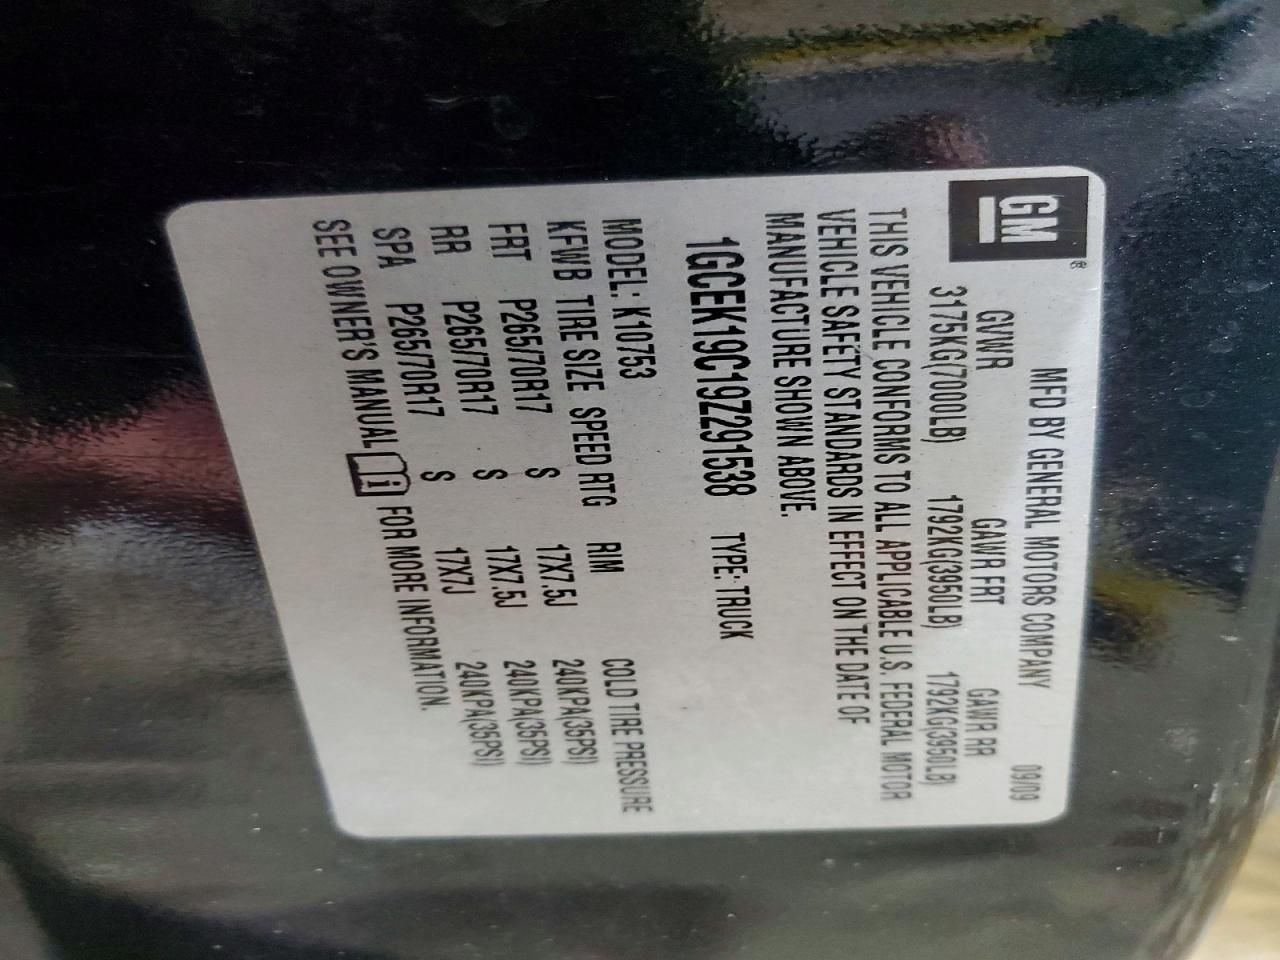 GM®
MFD BY GENERAL MOTORS COMPANY 09/09
GVWR GAWR FRT GAWR RR
3175KG(7000LB) 1792KG(3950LB) 1792KG(3950LB)
THIS VEHICLE CONFORMS TO ALL APPLICABLE U.S. FEDERAL MOTOR
VEHICLE SAFETY STANDARDS IN EFFECT ON THE DATE OF
MANUFACTURE SHOWN ABOVE.
1GCEK19C19Z291538 TYPE: TRUCK
MODEL: K10753
KFWB TIRE SIZE SPEED RTG RIM COLD TIRE PRESSURE
FRT P265/70R17 S 17X7.5J 240KPA(35PSI)
RR P265/70R17 S 17X7.5J 240KPA(35PSI)
SPA P265/70R17 S 17X7J 240KPA(35PSI)
SEE OWNER'S MANUAL i FOR MORE INFORMATION.